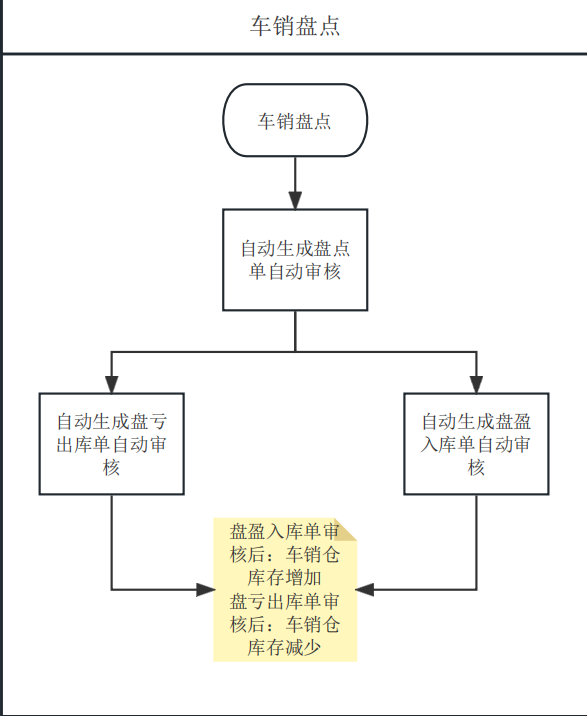 车销盘点
车销盘点
自动生成盘点
单自动审核
自动生成盘亏
出库单自动审
核
自动生成盘盈
入库单自动审
核
盘盈入库单审
核后：车销仓
库存增加
盘亏出库单审
核后：车销仓
库存减少